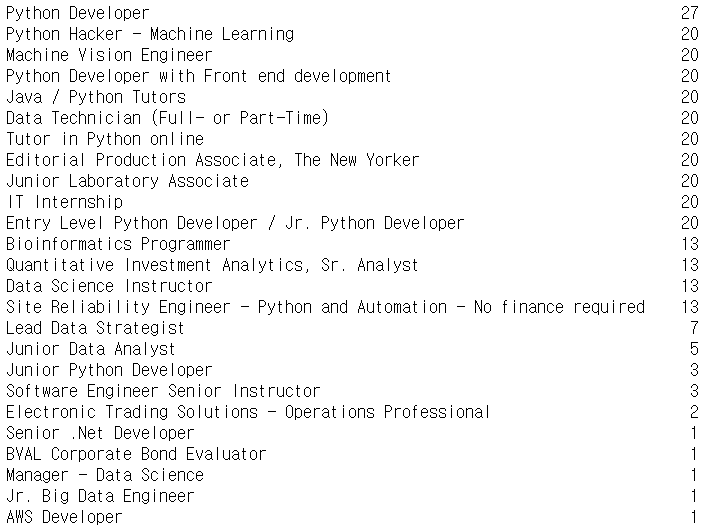 Python Developer 27
Python Hacker - Machine Learning 20
Machine Vision Engineer 20
Python Developer with Front end development 20
Java / Python Tutors 20
Data Technician (Full- or Part-Time) 20
Tutor in Python online 20
Editorial Production Associate, The New Yorker 20
Junior Laboratory Associate 20
IT Internship 20
Entry Level Python Developer / Jr. Python Developer 20
Bioinformatics Programmer 13
Quantitative Investment Analytics, Sr. Analyst 13
Data Science Instructor 13
Site Reliability Engineer - Python and Automation - No finance required 13
Lead Data Strategist 7
Junior Data Analyst 5
Junior Python Developer 3
Software Engineer Senior Instructor 3
Electronic Trading Solutions - Operations Professional 2
Senior .Net Developer 1
BVAL Corporate Bond Evaluator 1
Manager - Data Science 1
Jr. Big Data Engineer 1
AWS Developer 1